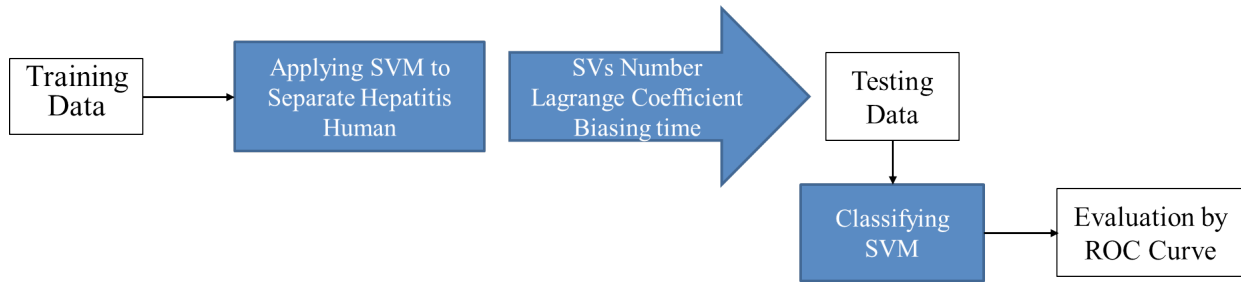 Training
Data
Applying SVM to
Separate Hepatitis
Human
SVs Number
Lagrange Coefficient
Biasing time
Testing
Data
Classifying
SVM
Evaluation by
ROC Curve